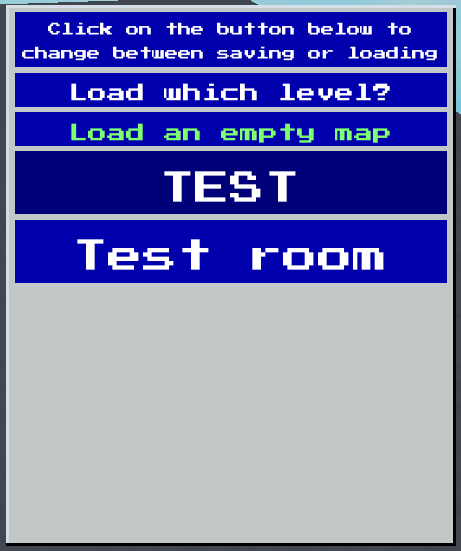 Click on the button below to
change between saving or loading
Load which level?
Load an empty map
TEST
Test room